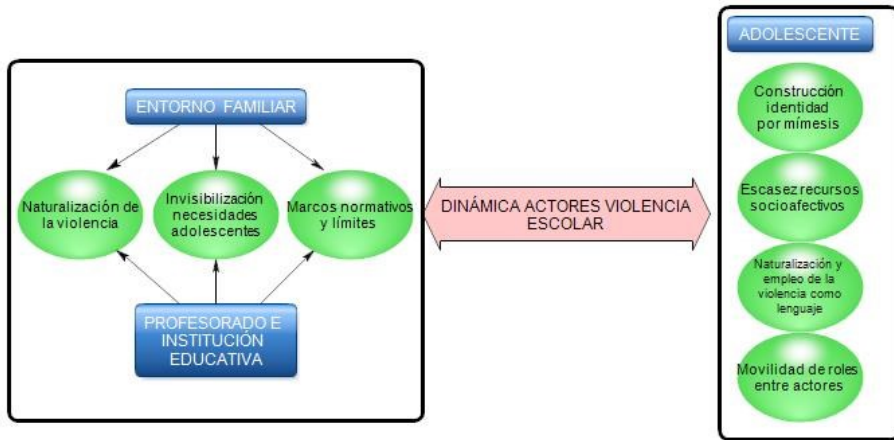 ENTORNO FAMILIAR
Naturalización de
la violencia
Invisibilización
necesidades
adolescentes
Marcos normativos
y límites
PROFESORADO E
INSTITUCIÓN
EDUCATIVA
DINÁMICA ACTORES VIOLENCIA
ESCOLAR
ADOLESCENTE
Construcción
identidad
por mímesis
Escasez recursos
socioafectivos
Naturalización y
empleo de la
violencia como
lenguaje
Movilidad de roles
entre actores